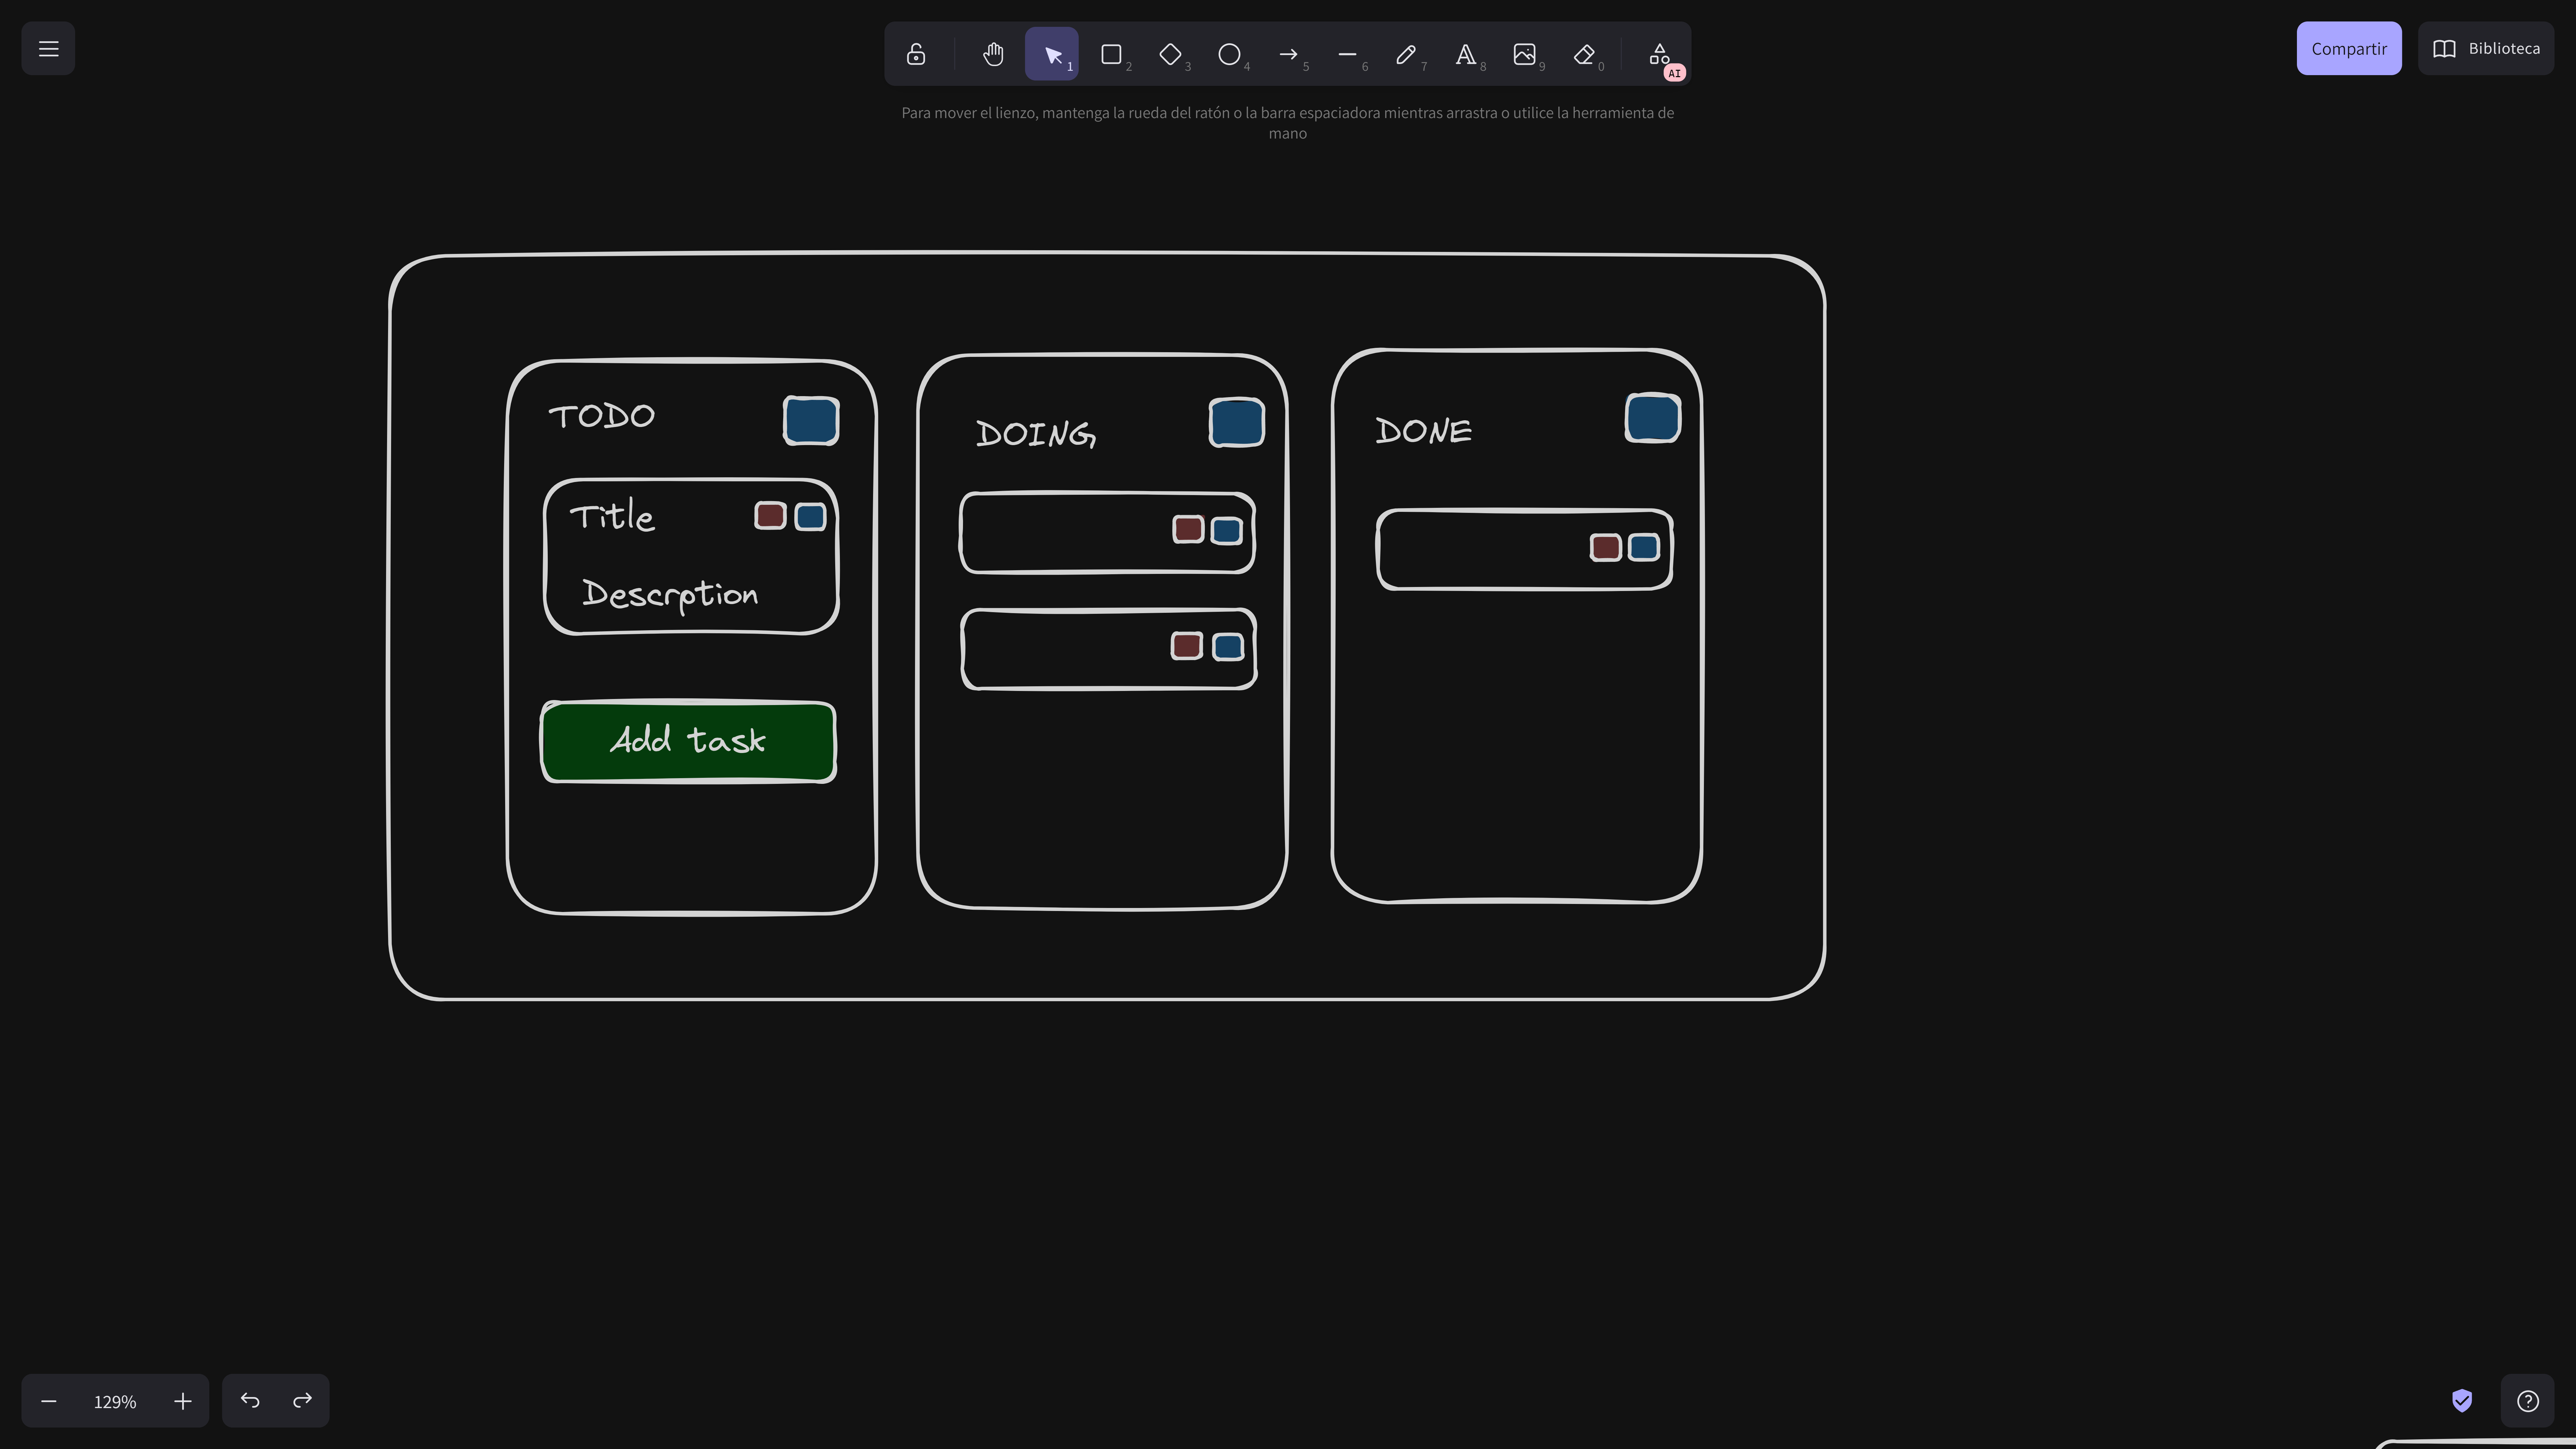 1
2
3
4
5
6
7
8
9
0
AI
Compartir
Biblioteca
Para mover el lienzo, mantenga la rueda del ratón o la barra espaciadora mientras arrastra o utilice la herramienta de
mano
TODO
DOING
DONE
Title
Descrption
Add task
129%